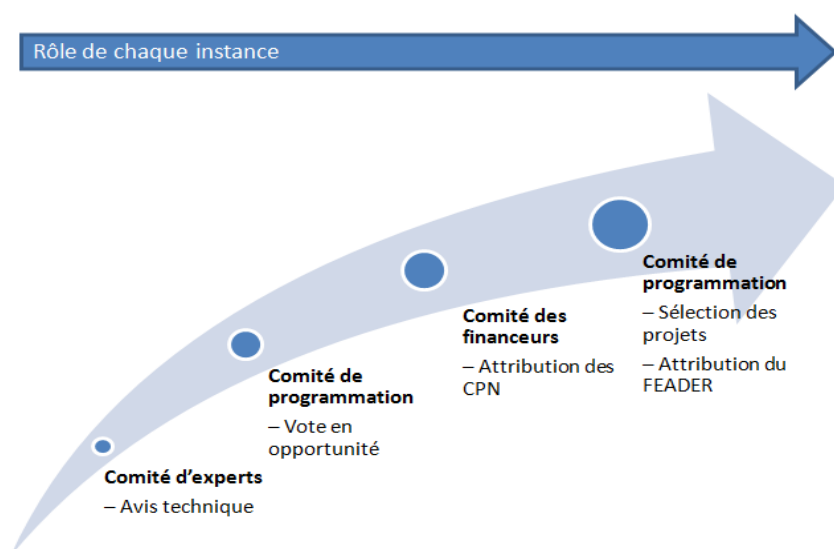 Rôle de chaque instance
Comité d’experts
– Avis technique
Comité de
programmation
– Vote en
opportunité
Comité des
financeurs
– Attribution des
CPN
Comité de
programmation
– Sélection des
projets
– Attribution du
FEADER